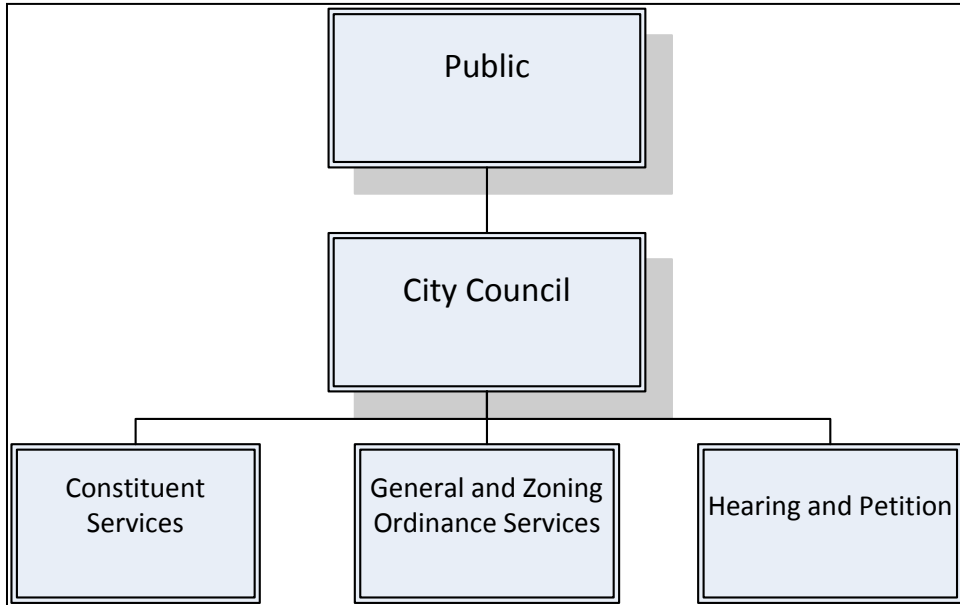 Public
City Council
Constituent
Services
General and Zoning
Ordinance Services
Hearing and Petition